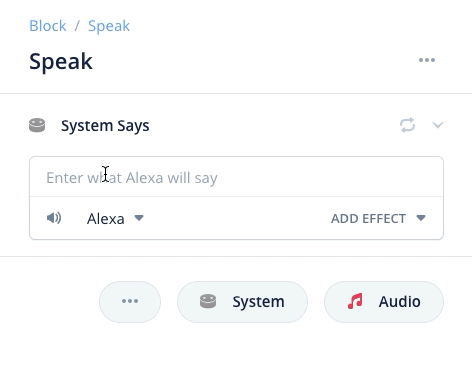 Block / Speak
Speak
System Says
Enter what Alexa will say
Alexa ADD EFFECT
System Audio